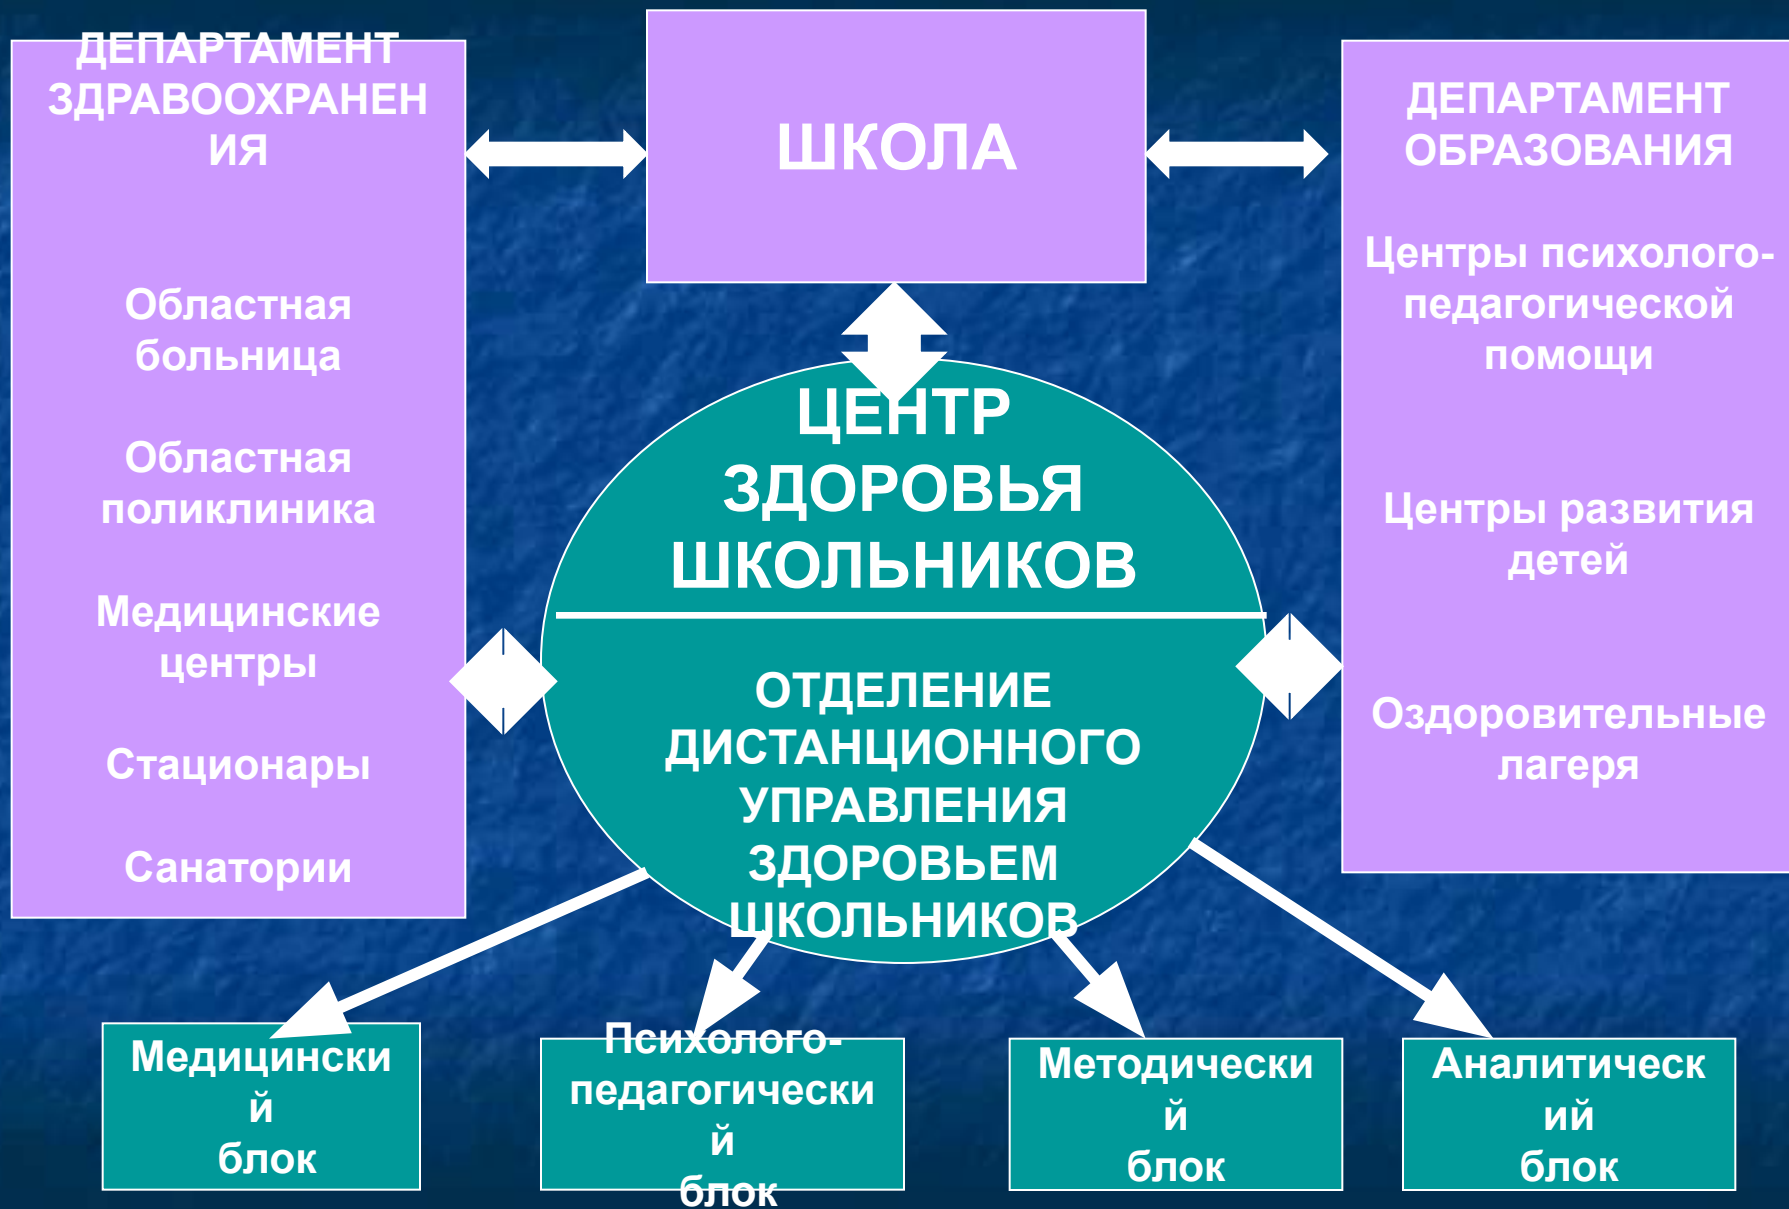 ДЕПАРТАМЕНТ
ЗДРАВООХРАНЕН
ИЯ
Областная
больница
Областная
поликлиника
Медицинские
центры
Стационары
Санатории
ШКОЛА
ДЕПАРТАМЕНТ
ОБРАЗОВАНИЯ
Центры психолого-
педагогической
помощи
Центры развития
детей
Оздоровительные
лагеря
ЦЕНТР
ЗДОРОВЬЯ
ШКОЛЬНИКОВ
ОТДЕЛЕНИЕ
ДИСТАНЦИОННОГО
УПРАВЛЕНИЯ
ЗДОРОВЬЕМ
ШКОЛЬНИКОВ
Медицински
й
блок
Психолого-
педагогически
й
блок
Методически
й
блок
Аналитическ
ий
блок